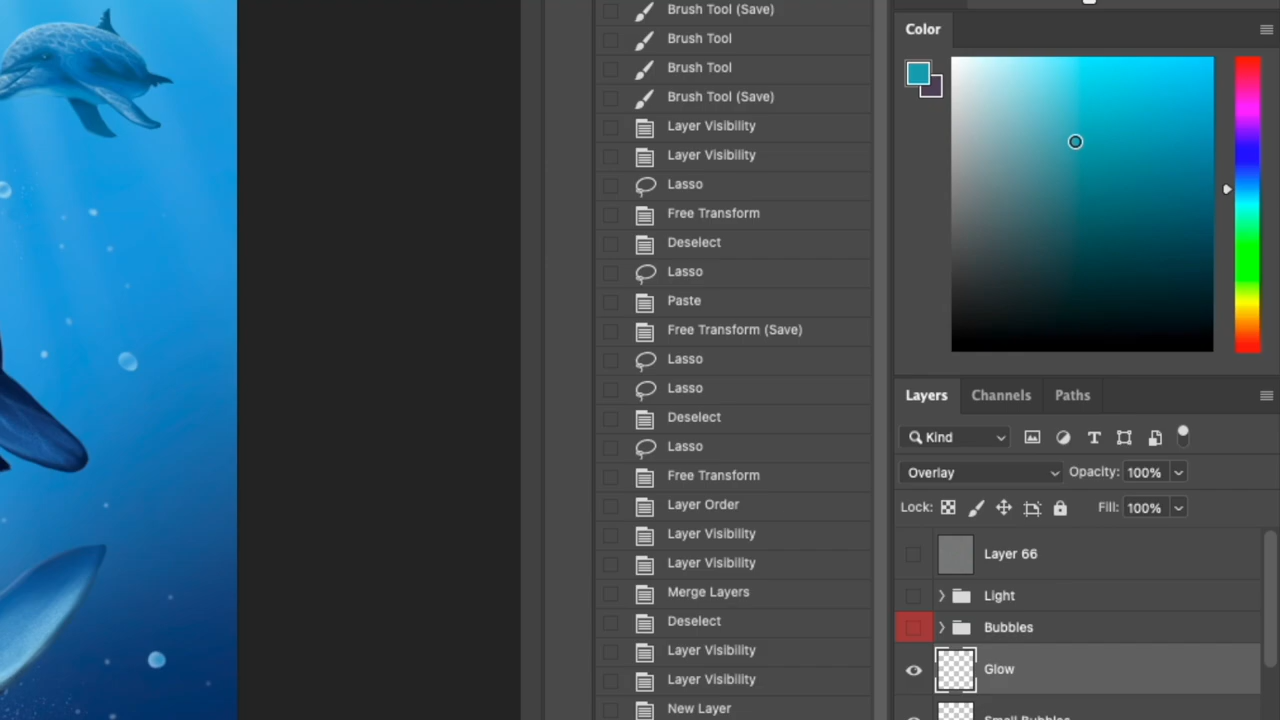 Brush Tool (Save)
Brush Tool
Brush Tool
Brush Tool (Save)
Layer Visibility
Layer Visibility
Lasso
Free Transform
Deselect
Lasso
Paste
Free Transform (Save)
Lasso
Lasso
Deselect
Lasso
Free Transform
Layer Order
Layer Visibility
Layer Visibility
Merge Layers
Deselect
Layer Visibility
Layer Visibility
New Layer
Color
Layers Channels Paths
Kind
Overlay Opacity: 100%
Lock: Fill: 100%
Layer 66
Light
Bubbles
Glow
Small Bubbles